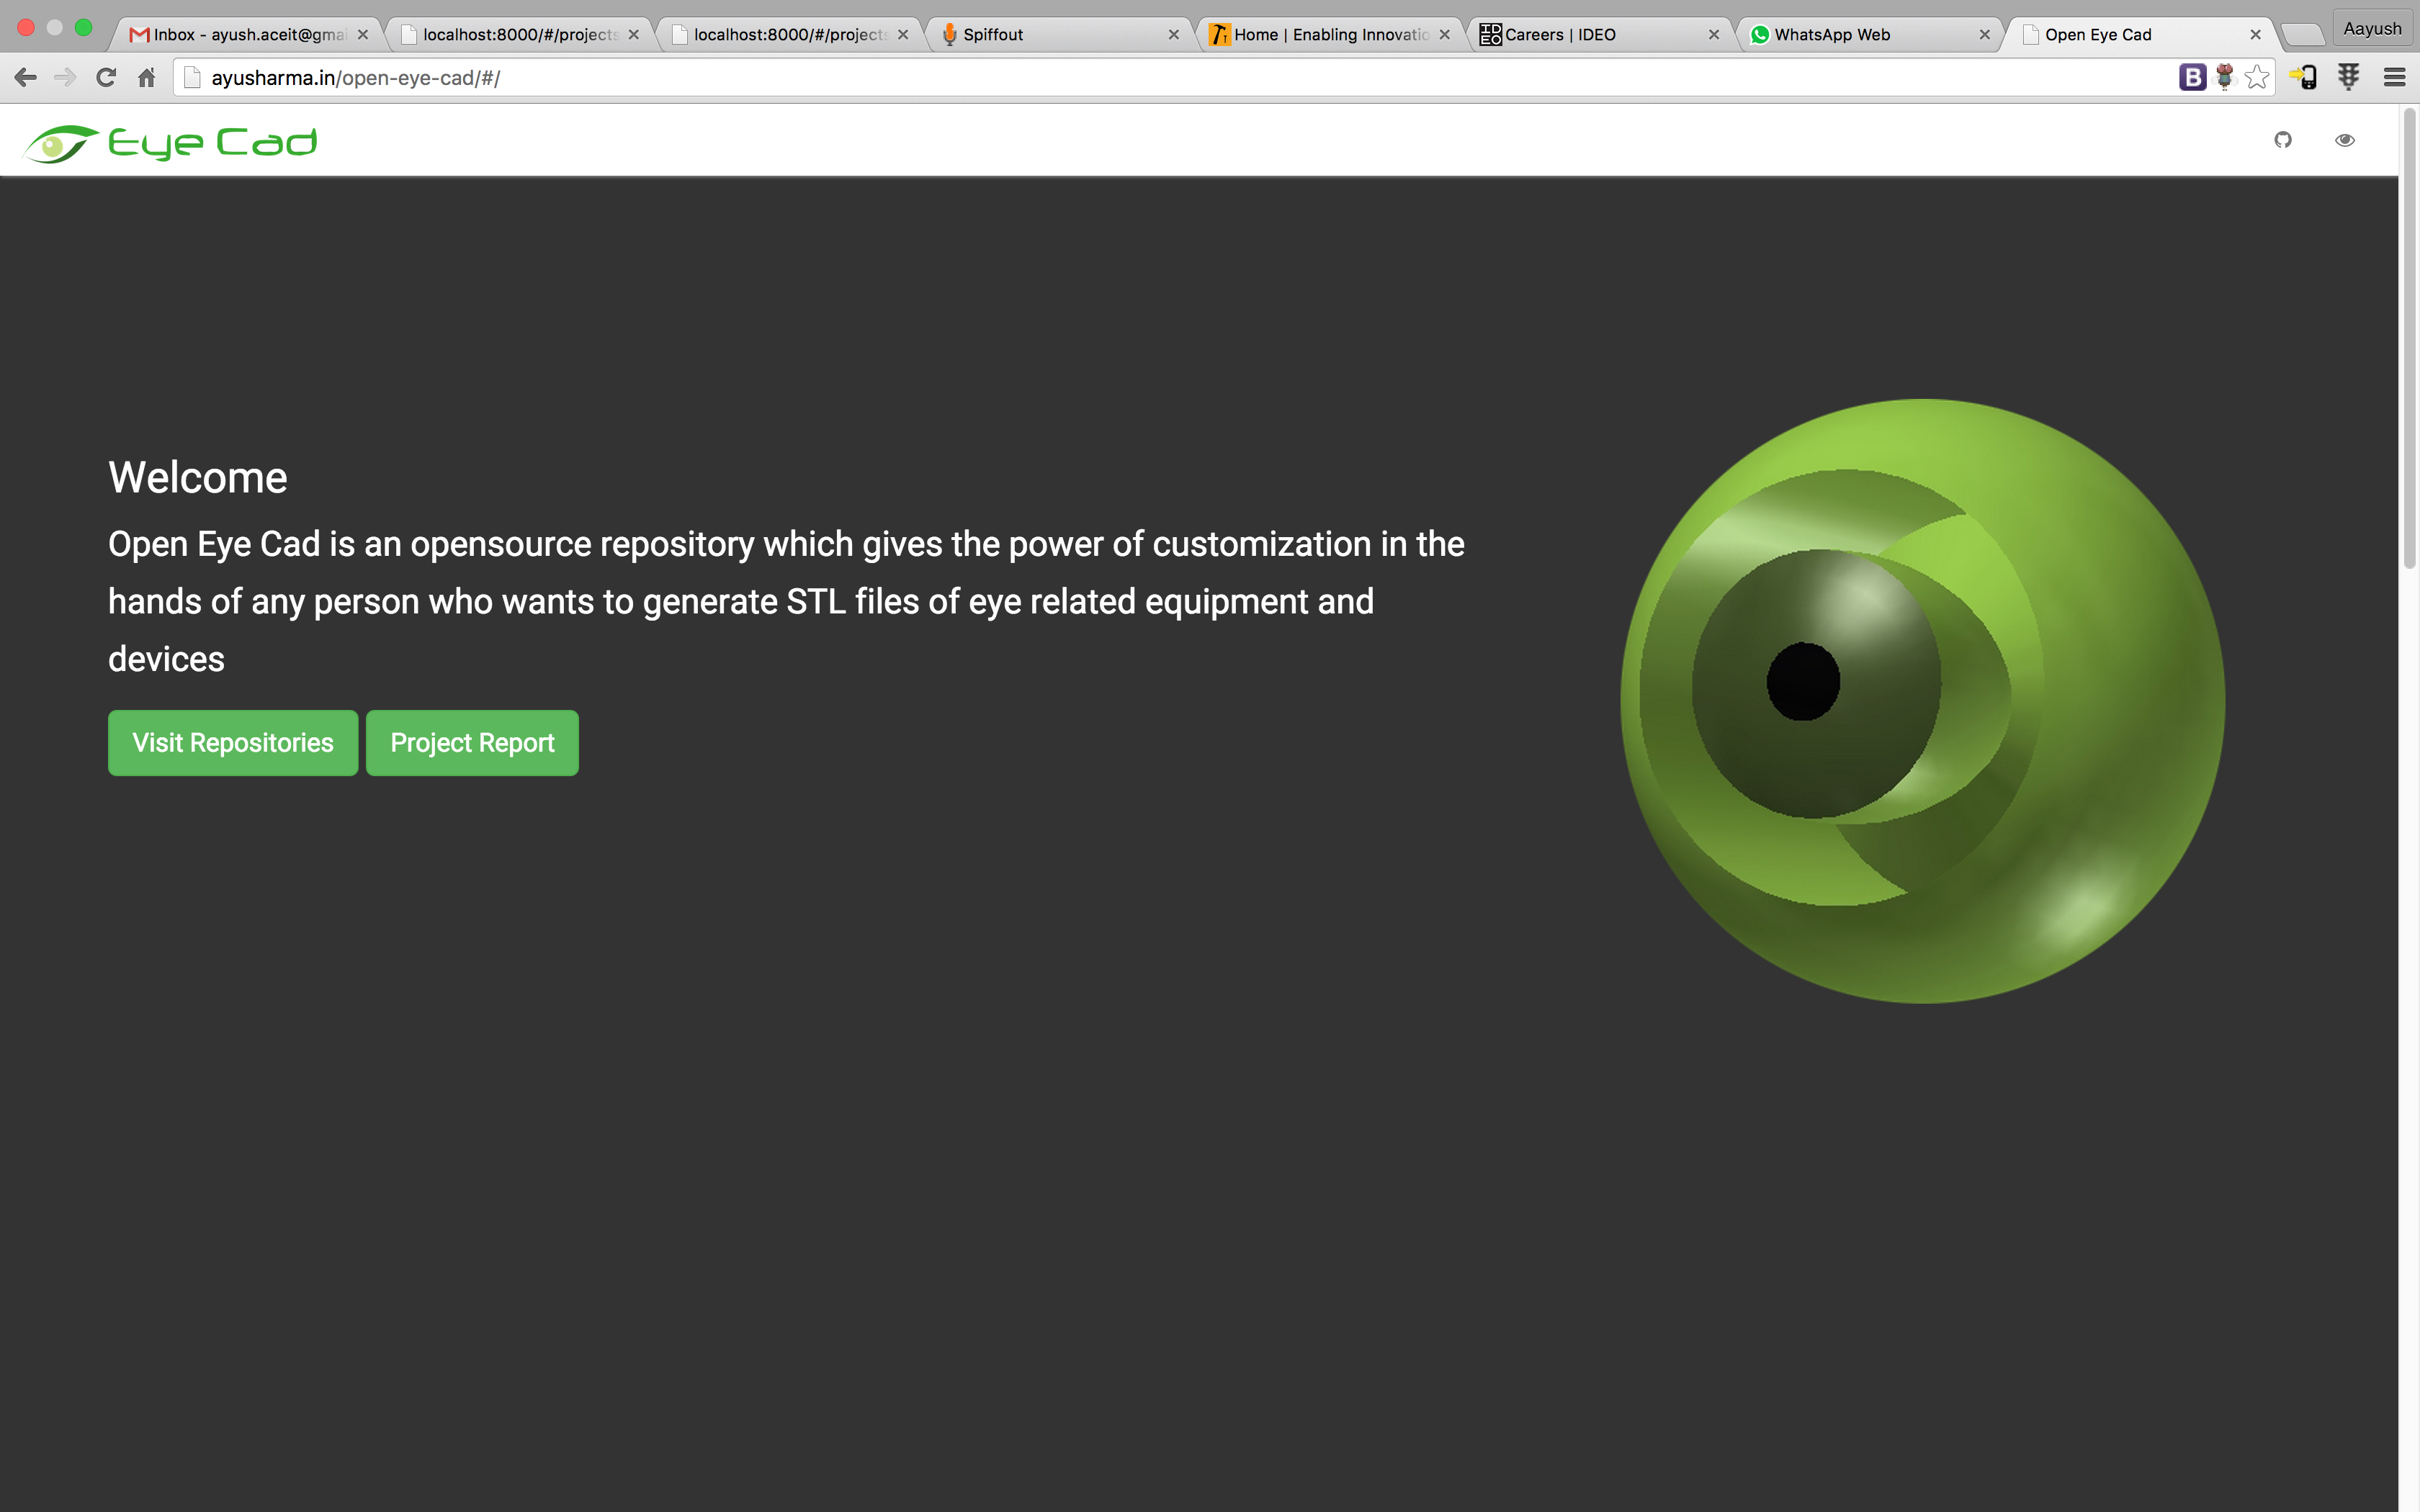 Inbox - ayush.aceit@gmai
localhost:8000/#/projects
localhost:8000/#/projects
Spiffout
Home | Enabling Innovatio
IDEO
Careers | IDEO
WhatsApp Web
Open Eye Cad
Aayush
ayusharma.in/open-eye-cad/#/
B
Eye Cad
Welcome
Open Eye Cad is an opensource repository which gives the power of customization in the
hands of any person who wants to generate STL files of eye related equipment and
devices
Visit Repositories
Project Report